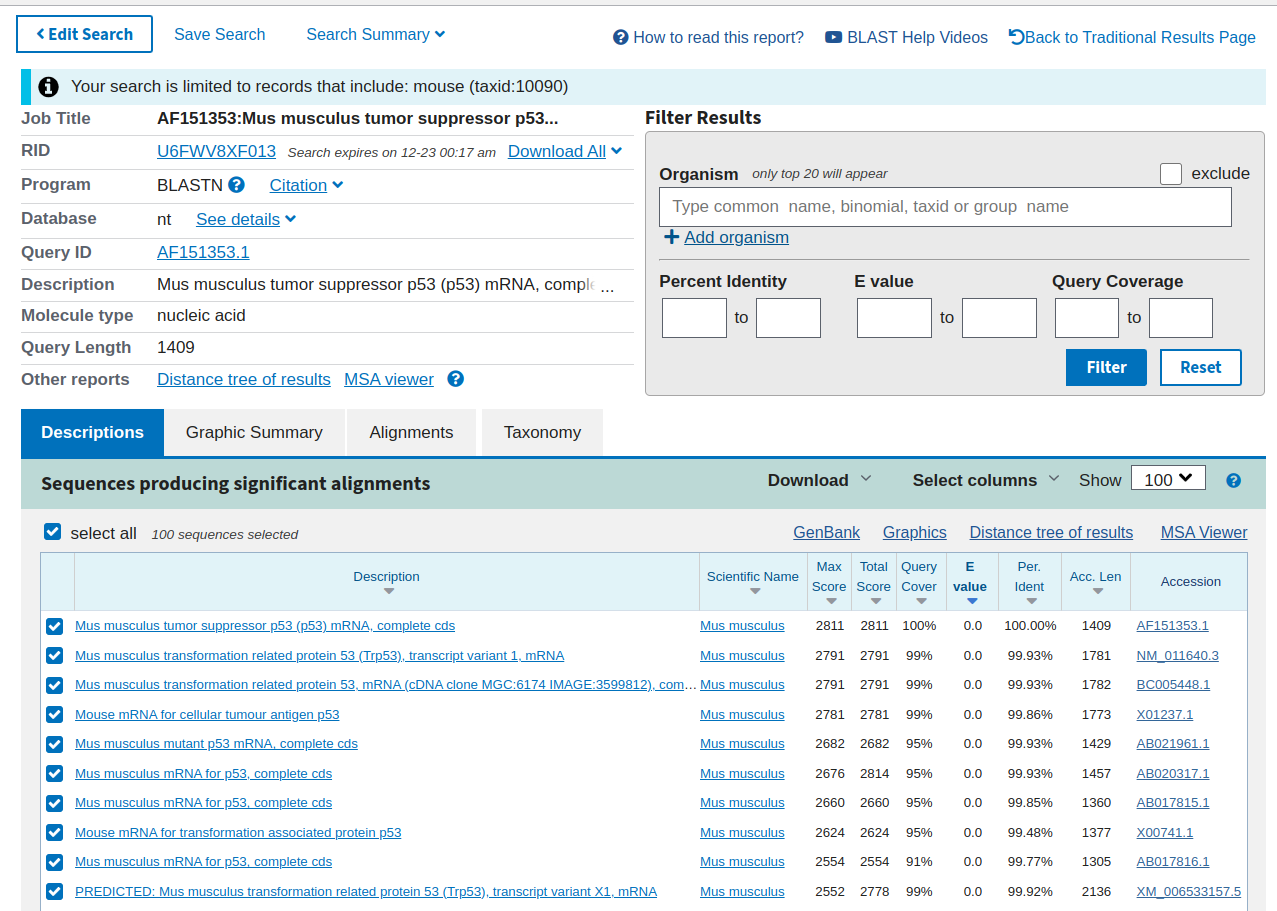 Edit Search Save Search Search Summary How to read this report? BLAST Help Videos Back to Traditional Results Page
Your search is limited to records that include: mouse (taxid:10090)
Job Title AF151353:Mus musculus tumor suppressor p53...
RID U6FWV8XF013 Search expires on 12-23 00:17 am Download All
Program BLASTN Citation
Database nt See details
Query ID AF151353.1
Description Mus musculus tumor suppressor p53 (p53) mRNA, comple ...
Molecule type nucleic acid
Query Length 1409
Other reports Distance tree of results MSA viewer
Filter Results
Organism only top 20 will appear exclude
Type common name, binomial, taxid or group name
Add organism
Percent Identity E value Query Coverage
to to to
Filter Reset
Descriptions Graphic Summary Alignments Taxonomy
Sequences producing significant alignments Download Select columns Show 100
select all 100 sequences selected GenBank Graphics Distance tree of results MSA Viewer
Description Scientific Name Max Score Total Score Query Cover E value Per. Ident Acc. Len Accession
Mus musculus tumor suppressor p53 (p53) mRNA, complete cds Mus musculus 2811 2811 100% 0.0 100.00% 1409 AF151353.1
Mus musculus transformation related protein 53 (Trp53), transcript variant 1, mRNA Mus musculus 2791 2791 99% 0.0 99.93% 1781 NM_011640.3
Mus musculus transformation related protein 53, mRNA (cDNA clone MGC:6174 IMAGE:3599812), com... Mus musculus 2791 2791 99% 0.0 99.93% 1782 BC005448.1
Mouse mRNA for cellular tumour antigen p53 Mus musculus 2781 2781 99% 0.0 99.86% 1773 X01237.1
Mus musculus mutant p53 mRNA, complete cds Mus musculus 2682 2682 95% 0.0 99.93% 1429 AB021961.1
Mus musculus mRNA for p53, complete cds Mus musculus 2676 2814 95% 0.0 99.93% 1457 AB020317.1
Mus musculus mRNA for p53, complete cds Mus musculus 2660 2660 95% 0.0 99.85% 1360 AB017815.1
Mouse mRNA for transformation associated protein p53 Mus musculus 2624 2624 95% 0.0 99.48% 1377 X00741.1
Mus musculus mRNA for p53, complete cds Mus musculus 2554 2554 91% 0.0 99.77% 1305 AB017816.1
PREDICTED: Mus musculus transformation related protein 53 (Trp53), transcript variant X1, mRNA Mus musculus 2552 2778 99% 0.0 99.92% 2136 XM_006533157.5